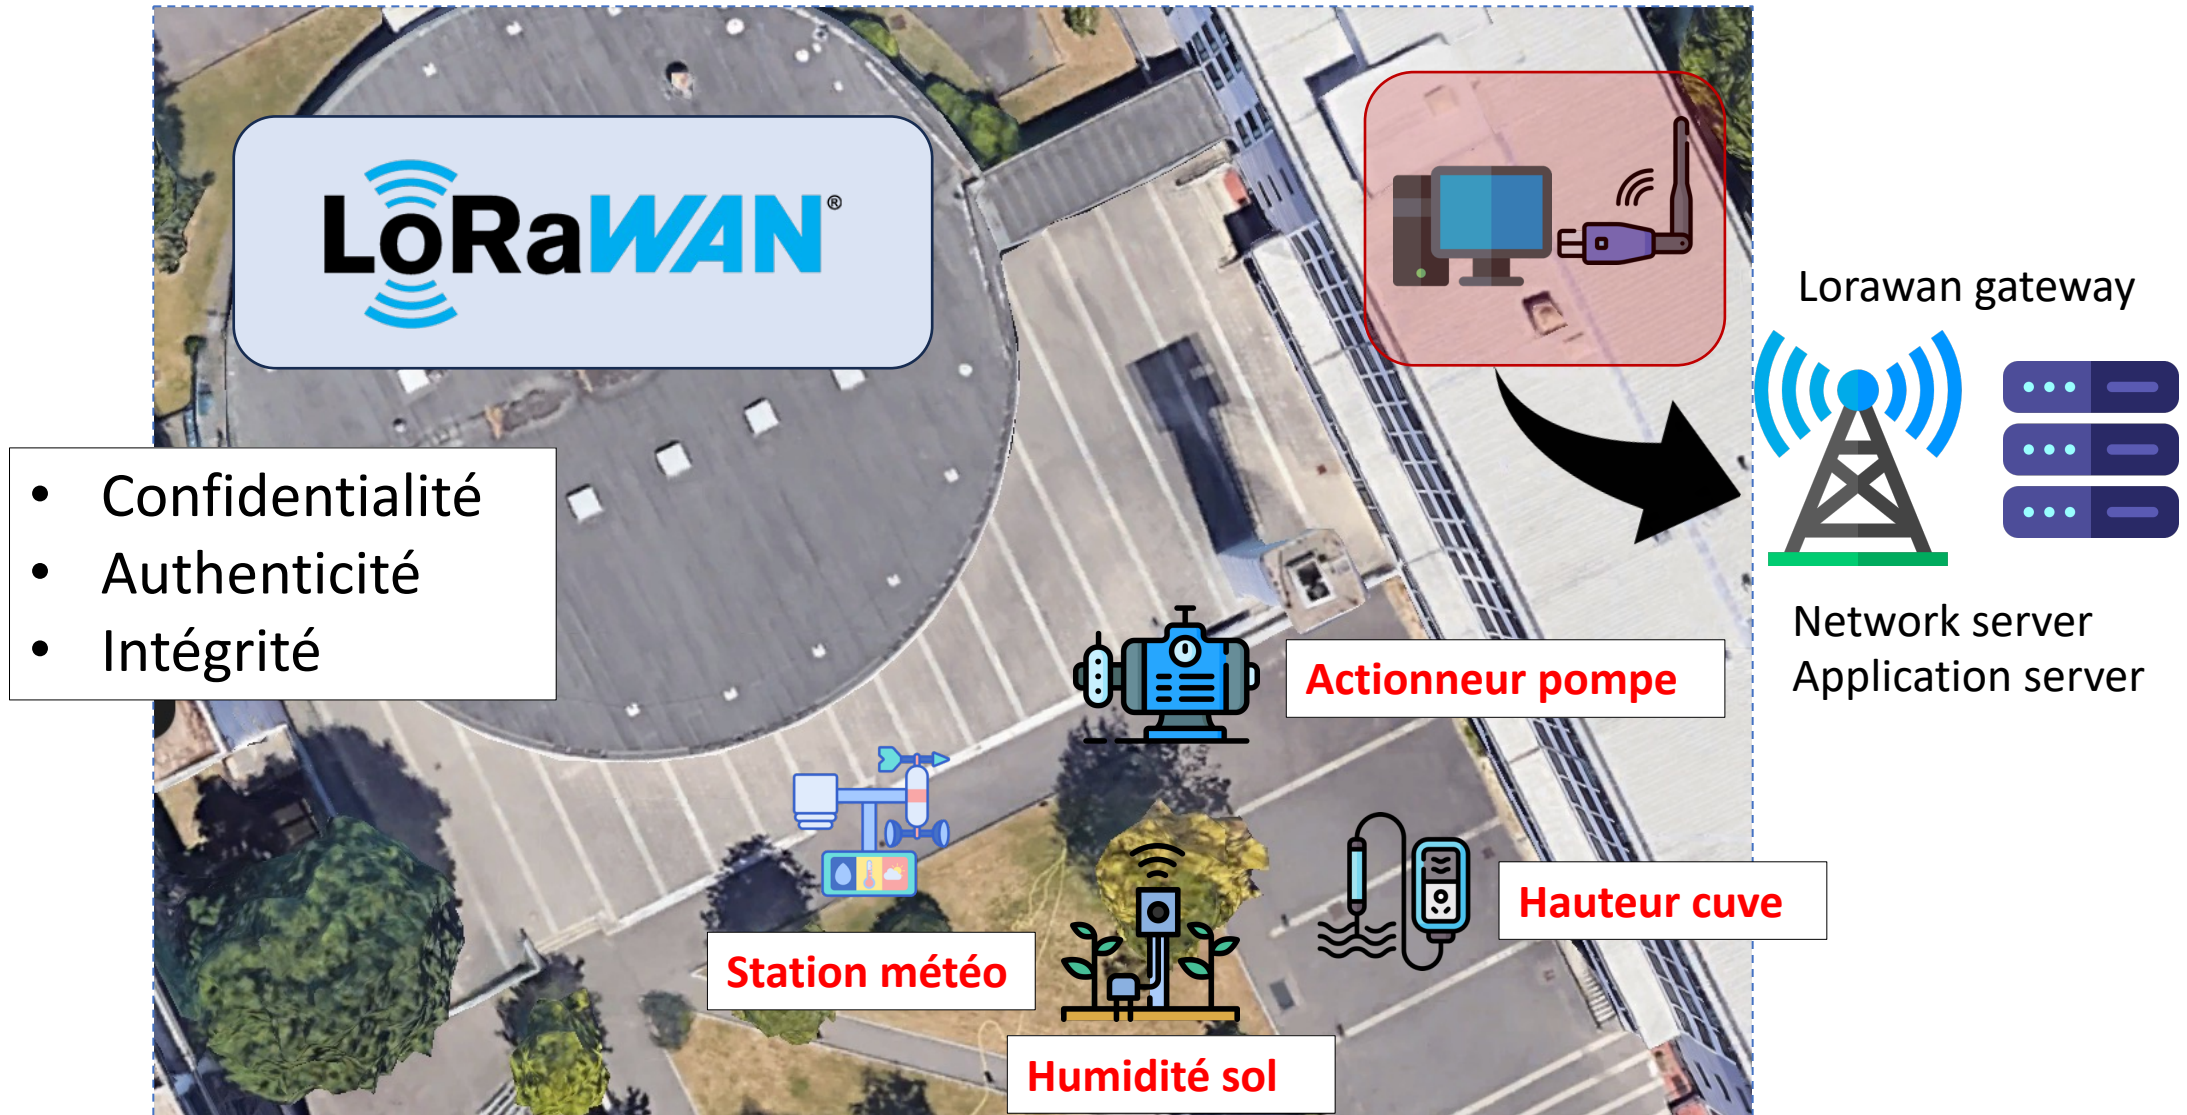 LoRaWAN®
Lorawan gateway
• Confidentialité
• Authenticité
• Intégrité
Network server
Application server
Actionneur pompe
Hauteur cuve
Station météo
Humidité sol